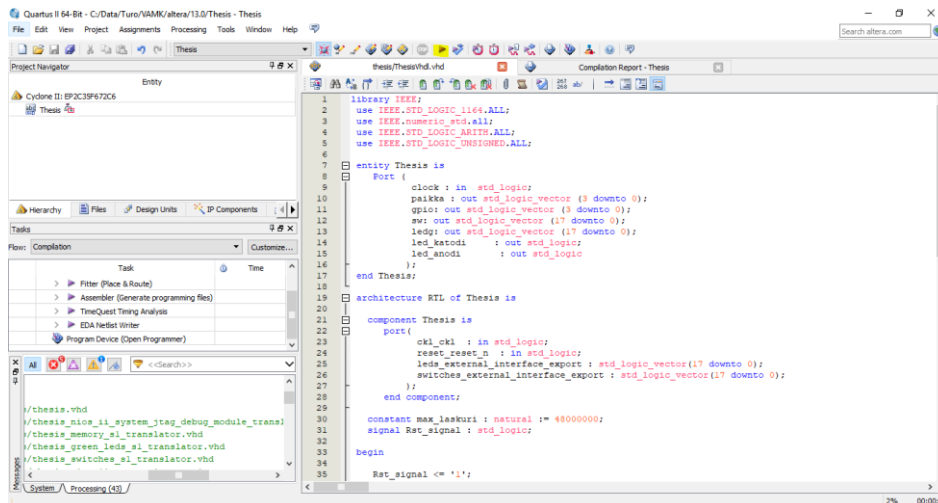 Quartus II 64-Bit - C:/Data/Turo/VAMK/altera/13.0/Thesis - Thesis
File Edit View Project Assignments Processing Tools Window Help
Search altera.com
Thesis
Project Navigator
Entity
Cyclone II: EP2C35F672C6
Thesis
Hierarchy Files Design Units IP Components
Tasks
Flow: Compilation Customize...
Task Time
Fitter (Place & Route)
Assembler (Generate programming files)
TimeQuest Timing Analysis
EDA Netlist Writer
Program Device (Open Programmer)
All <<Search>>
/thesis.vhd
/thesis_nios_ii_system_jtag_debug_module_transl
/thesis_memory_s1_translator.vhd
/thesis_green_leds_s1_translator.vhd
/thesis_switches_s1_translator.vhd
Messages
System Processing (43)
thesis/ThesisVhdl.vhd Compilation Report - Thesis
267
268 ab/
1 library IEEE;
2 use IEEE.STD_LOGIC_1164.ALL;
3 use IEEE.numeric_std.all;
4 use IEEE.STD_LOGIC_ARITH.ALL;
5 use IEEE.STD_LOGIC_UNSIGNED.ALL;
6
7 entity Thesis is
8 Port (
9 clock : in std_logic;
10 paikka : out std_logic_vector (3 downto 0);
11 gpio: out std_logic_vector (3 downto 0);
12 sw: out std_logic_vector (17 downto 0);
13 ledg: out std_logic_vector (17 downto 0);
14 led_katodi : out std_logic;
15 led_anodi : out std_logic
16 );
17 end Thesis;
18
19 architecture RTL of Thesis is
20
21 component Thesis is
22 port(
23 ckl_ckl : in std_logic;
24 reset_reset_n : in std_logic;
25 leds_external_interface_export : std_logic_vector(17 downto 0);
26 switches_external_interface_export : std_logic_vector(17 downto 0);
27 );
28 end component;
29
30 constant max_laskuri : natural := 48000000;
31 signal Rst_signal : std_logic;
32
33 begin
34
35 Rst_signal <= '1';
2% 00:00: